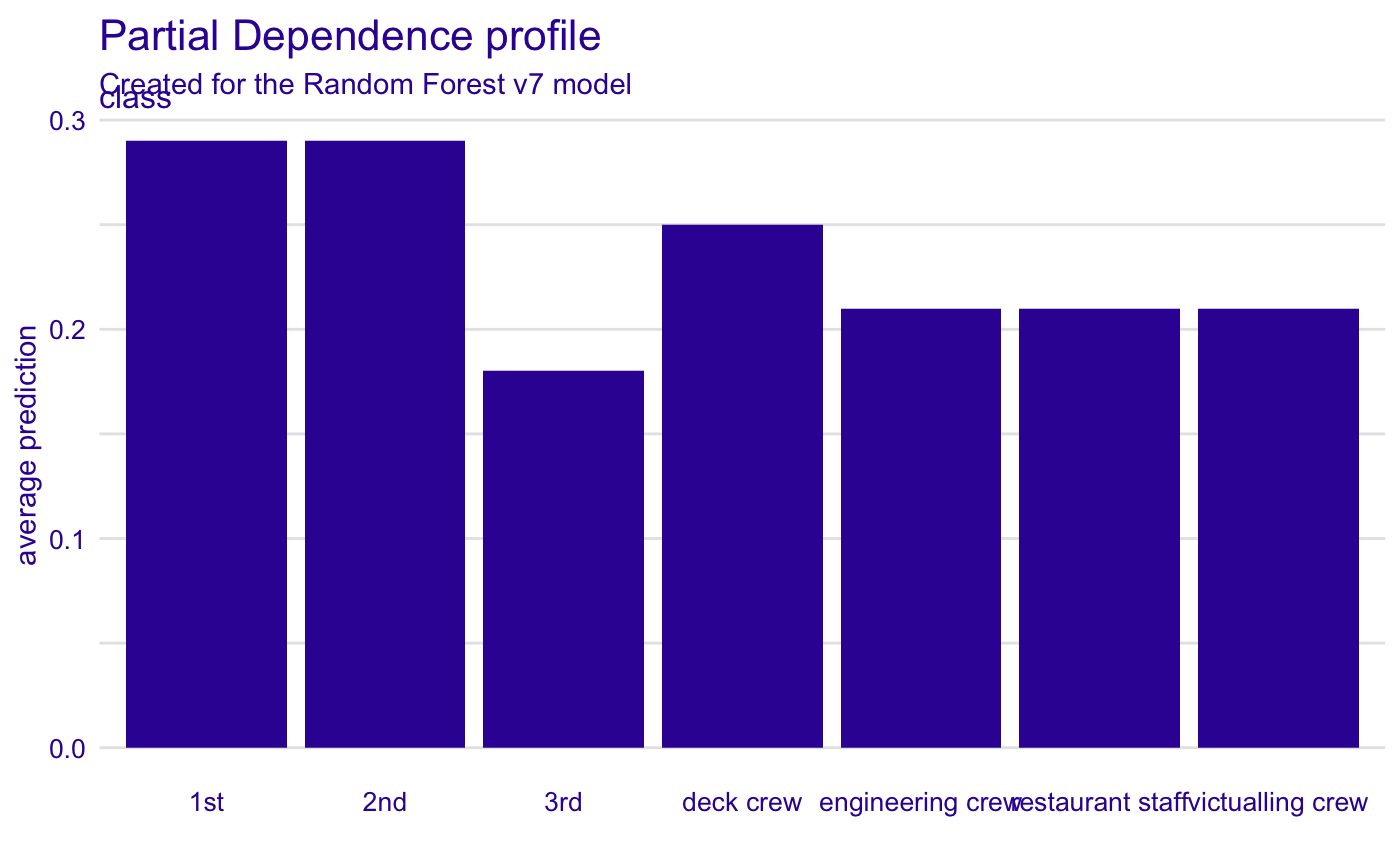 Partial Dependence profile
Created for the Random Forest v7 model
class
0.3
0.2
0.1
0.0
average prediction
1st 2nd 3rd deck crew engineering crew restaurant staff victualling crew